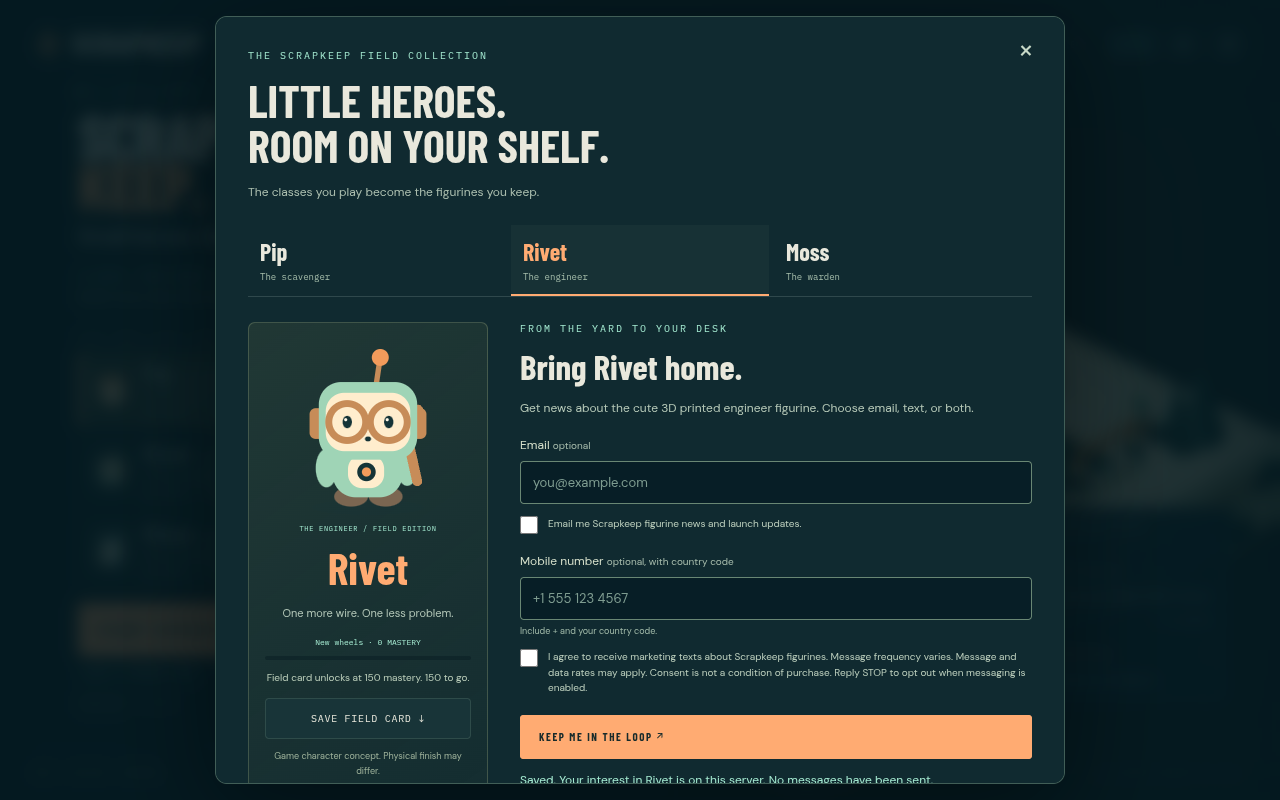 THE SCRAPKEEP FIELD COLLECTION
×
LITTLE HEROES.
ROOM ON YOUR SHELF.
The classes you play become the figurines you keep.
Pip
The scavenger
Rivet
The engineer
Moss
The warden
THE ENGINEER / FIELD EDITION
Rivet
One more wire. One less problem.
New wheels · 0 MASTERY
Field card unlocks at 150 mastery. 150 to go.
SAVE FIELD CARD ↓
Game character concept. Physical finish may
differ.
FROM THE YARD TO YOUR DESK
Bring Rivet home.
Get news about the cute 3D printed engineer figurine. Choose email, text, or both.
Email optional
you@example.com
Email me Scrapkeep figurine news and launch updates.
Mobile number optional, with country code
+1 555 123 4567
Include + and your country code.
I agree to receive marketing texts about Scrapkeep figurines. Message frequency varies. Message and
data rates may apply. Consent is not a condition of purchase. Reply STOP to opt out when messaging is
enabled.
KEEP ME IN THE LOOP ↗
Saved. Your interest in Rivet is on this server. No messages have been sent.